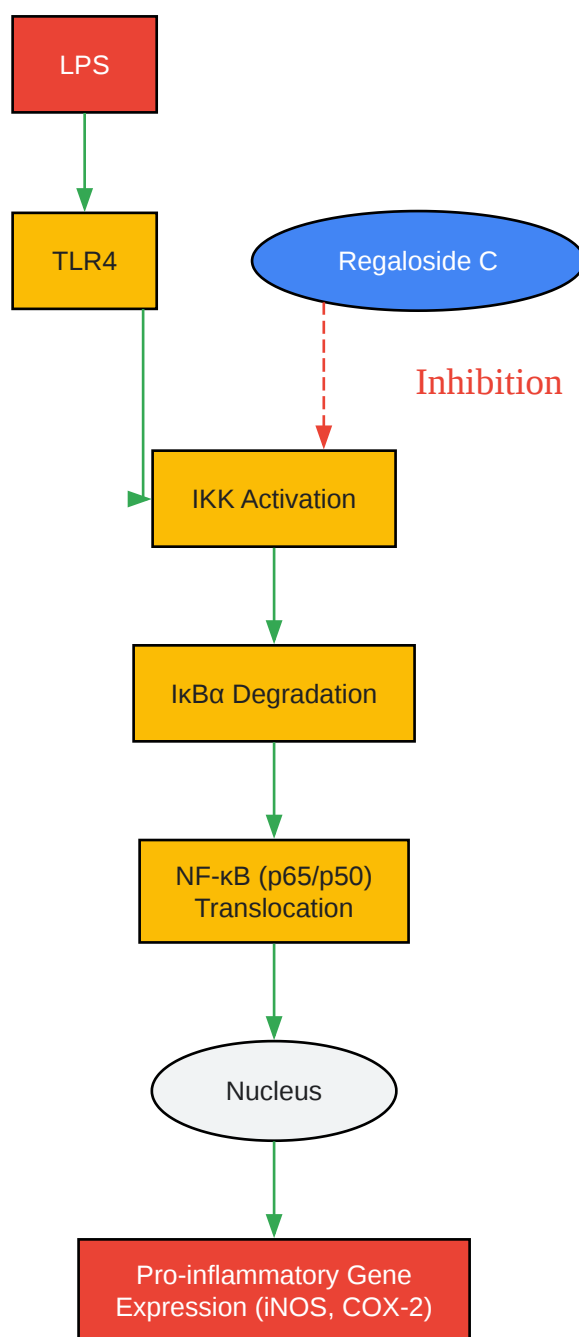 LPS
TLR4
Regaloside C
Inhibition
IKK Activation
IκBα Degradation
NF-κB (p65/p50)
Translocation
Nucleus
Pro-inflammatory Gene
Expression (iNOS, COX-2)